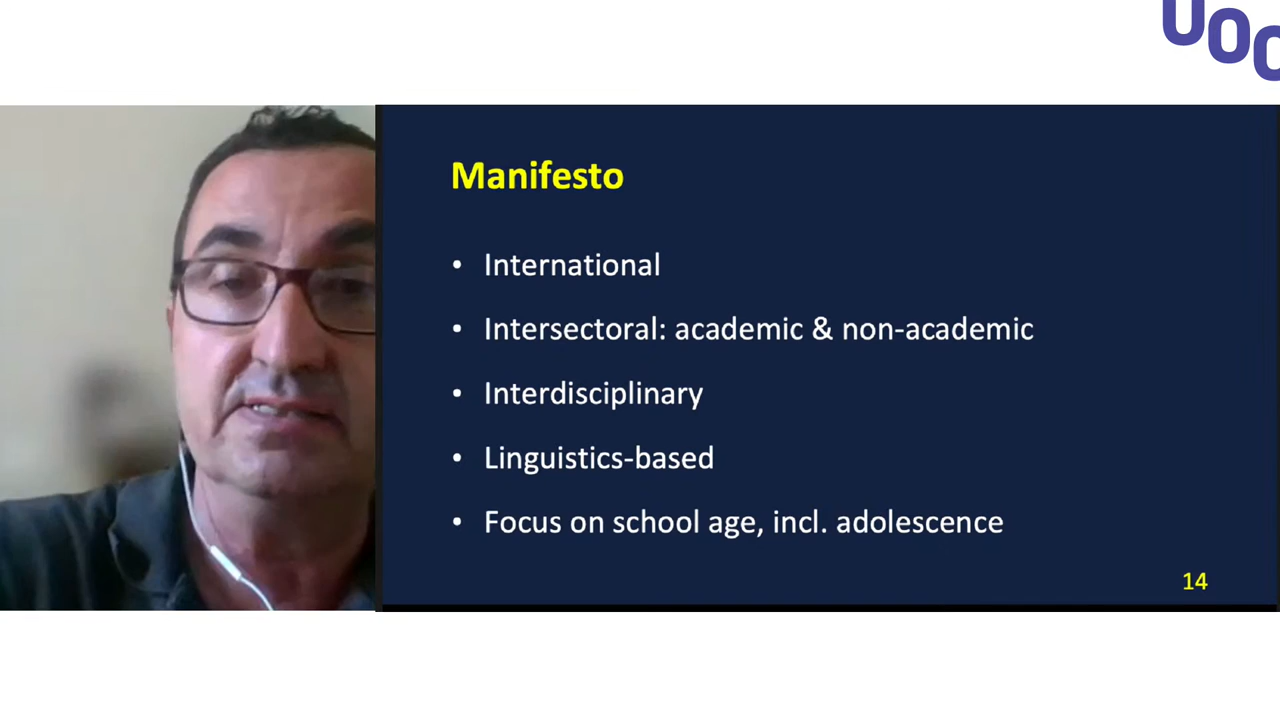 UOC
Manifesto
• International
• Intersectoral: academic & non-academic
• Interdisciplinary
• Linguistics-based
• Focus on school age, incl. adolescence
14